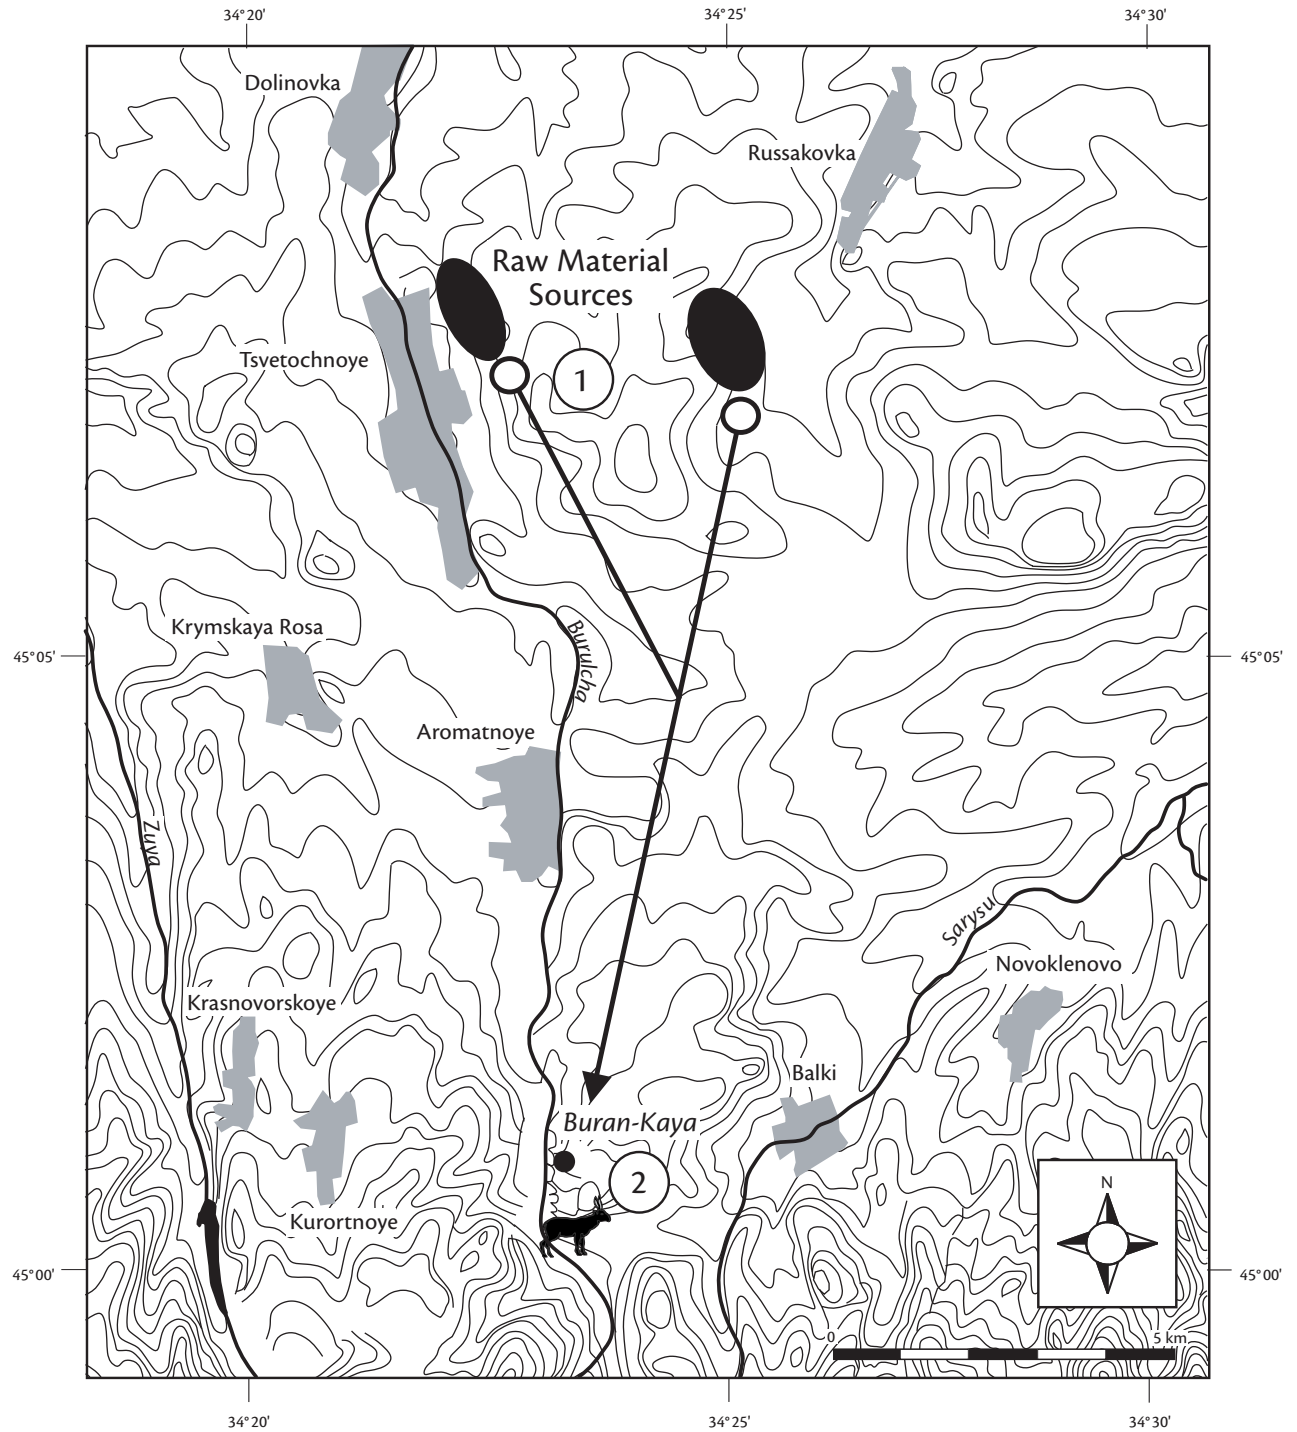 34°20'
34°25'
34°30'
Dolinovka
Russakovka
Raw Material
Sources
Tsvetochnoye
1
Krymskaya Rosa
Burulcha
45°05'
45°05'
Aromatnoye
Zuya
Sarysu
Novoklenovo
Krasnovorskoye
Balki
Buran-Kaya
2
N
Kurortnoye
45°00'
45°00'
0
5 km
34°20'
34°25'
34°30'